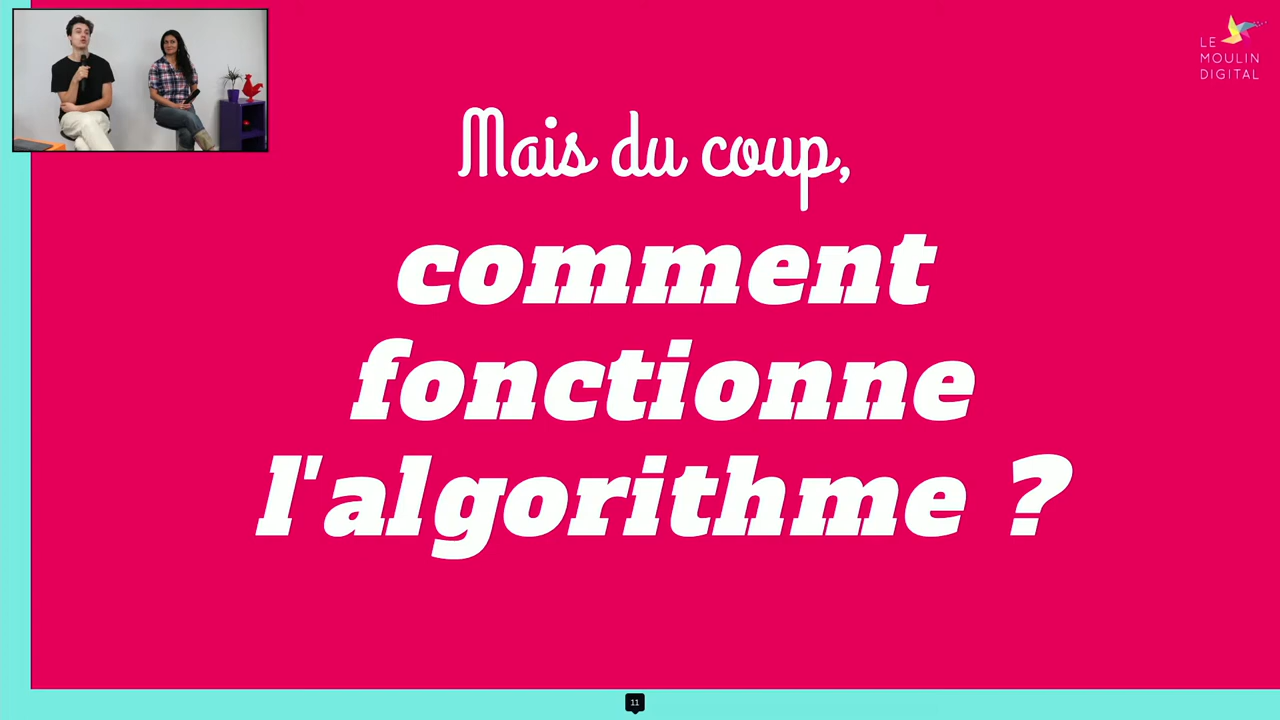 LE
MOULIN
DIGITAL
Mais du coup,
comment
fonctionne
l'algorithme ?
11